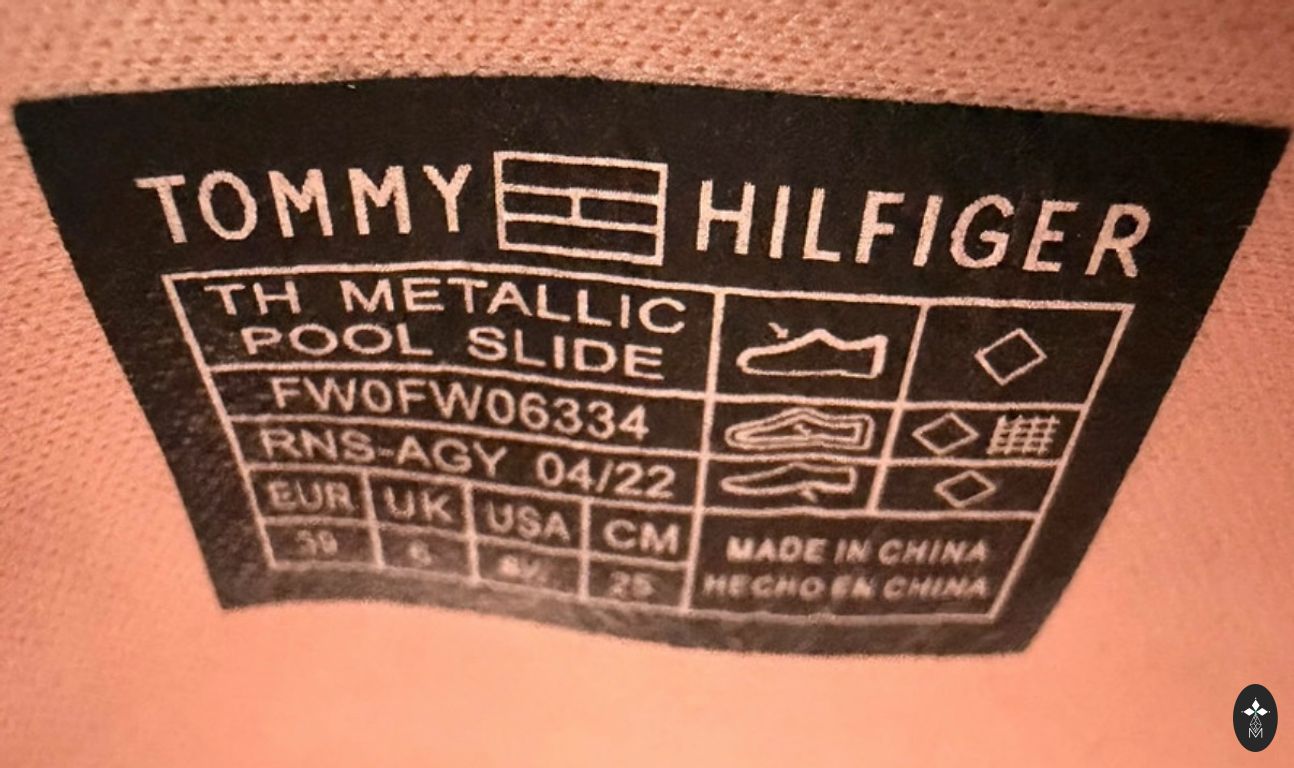 TOMMY HILFIGER
TH METALLIC
POOL SLIDE
FW0FW06334
RNS-AGY 04/22
EUR UK USA CM
39 6 25
MADE IN CHINA
HECHO EN CHINA